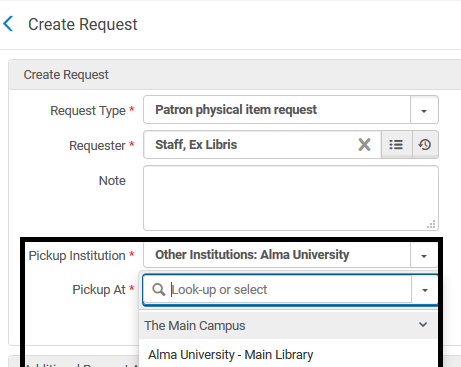 Create Request
Create Request
Request Type * Patron physical item request
Requester * Staff, Ex Libris
Note
Pickup Institution * Other Institutions: Alma University
Pickup At * Look-up or select
The Main Campus
Alma University - Main Library